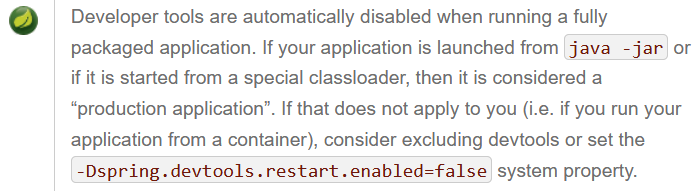 Developer tools are automatically disabled when running a fully
packaged application. If your application is launched from java -jar or
if it is started from a special classloader, then it is considered a
“production application”. If that does not apply to you (i.e. if you run your
application from a container), consider excluding devtools or set the
-Dspring.devtools.restart.enabled=false system property.